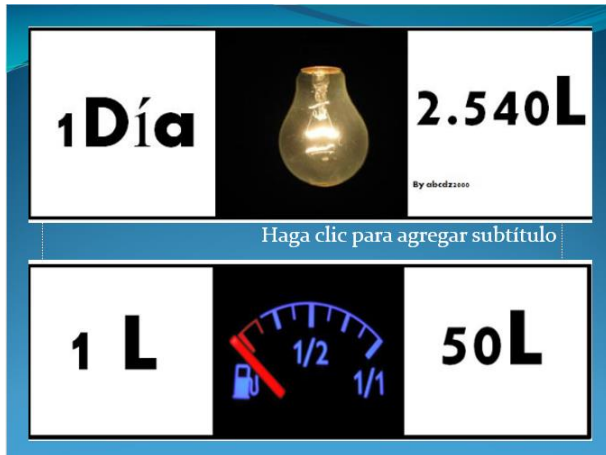 1Día
2.540L
By abcdz2000
Haga clic para agregar subtítulo
1 L
1/2
1/1
50L